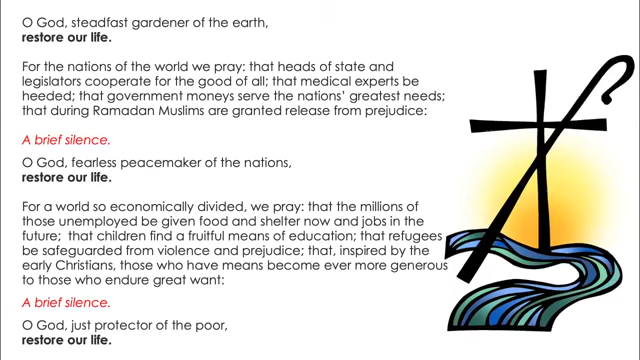 O God, steadfast gardener of the earth,
restore our life.
For the nations of the world we pray: that heads of state and
legislators cooperate for the good of all; that medical experts be
heeded; that government moneys serve the nations' greatest needs;
that during Ramadan Muslims are granted release from prejudice:
A brief silence.
O God, fearless peacemaker of the nations,
restore our life.
For a world so economically divided, we pray: that the millions of
those unemployed be given food and shelter now and jobs in the
future;  that children find a fruitful means of education; that refugees
be safeguarded from violence and prejudice; that, inspired by the
early Christians, those who have means become ever more generous
to those who endure great want:
A brief silence.
O God, just protector of the poor,
restore our life.